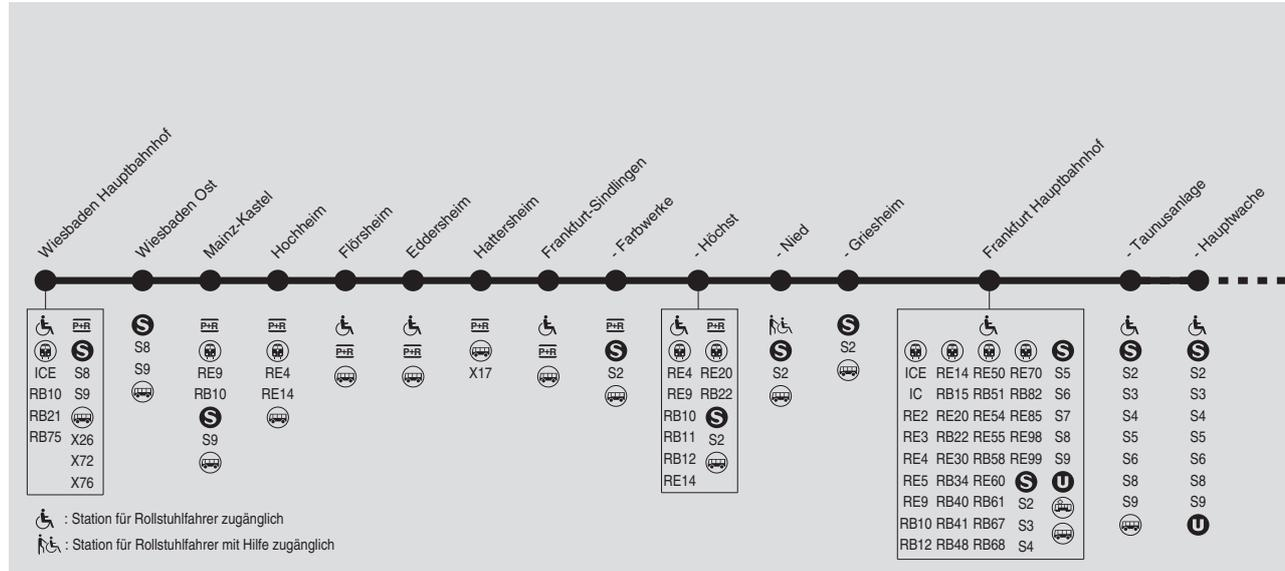 Wiesbaden Hauptbahnhof
Wiesbaden Ost
Mainz-Kastel
Hochheim
Flörsheim
Eddersheim
Hattersheim
Frankfurt-Sindlingen
- Farbwerke
- Höchst
- Nied
- Griesheim
Frankfurt Hauptbahnhof
- Taunusanlage
- Hauptwache
P+R
S
ICE S8
RB10 S9
RB21
RB75 X26
X72
X76
S
S8
S9
P+R
RE9
RB10
S
S9
P+R
RE4
RE14
P+R
P+R
P+R
X17
P+R
P+R
S
S2
P+R
RE4 RE20
RE9 RB22
RB10 S
RB11 S2
RB12
RE14
S
S2
S
S2
S
ICE RE14 RE50 RE70 S5
IC RB15 RB51 RB82 S6
RE2 RE20 RE54 RE85 S7
RE3 RB22 RE55 RE98 S8
RE4 RE30 RB58 RE99 S9
RE5 RB34 RE60 S U
RE9 RB40 RB61 S2
RB10 RB41 RB67 S3
RB12 RB48 RB68 S4
S
S2
S3
S4
S5
S6
S8
S9
S
S2
S3
S4
S5
S6
S8
S9
U
: Station für Rollstuhlfahrer zugänglich
: Station für Rollstuhlfahrer mit Hilfe zugänglich